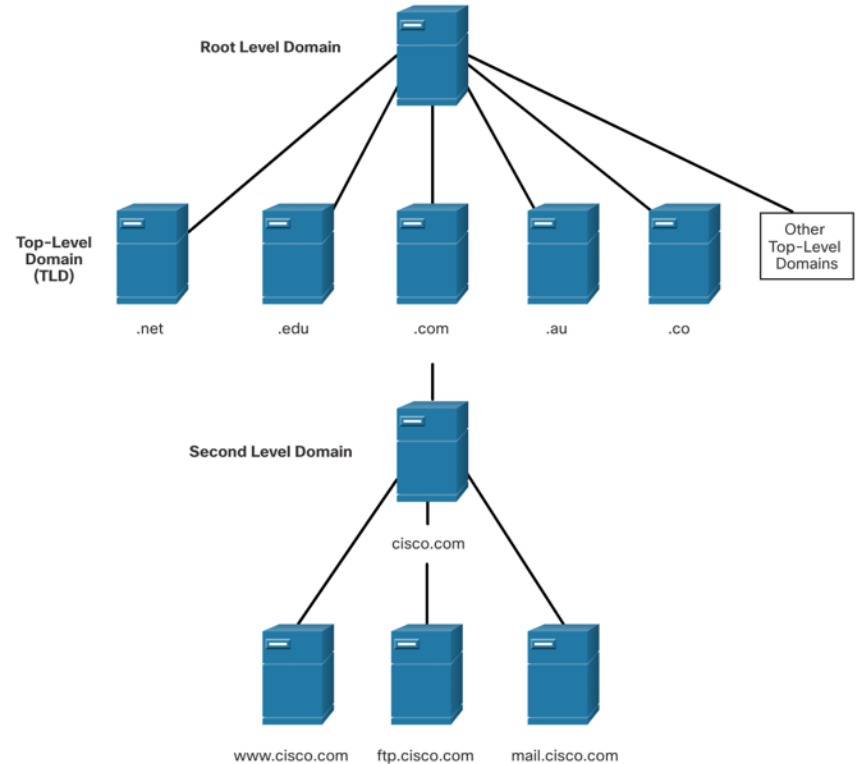 Root Level Domain
Top-Level
Domain
(TLD)
Other
Top-Level
Domains
.net
.edu
.com
.au
.co
Second Level Domain
cisco.com
www.cisco.com
ftp.cisco.com
mail.cisco.com